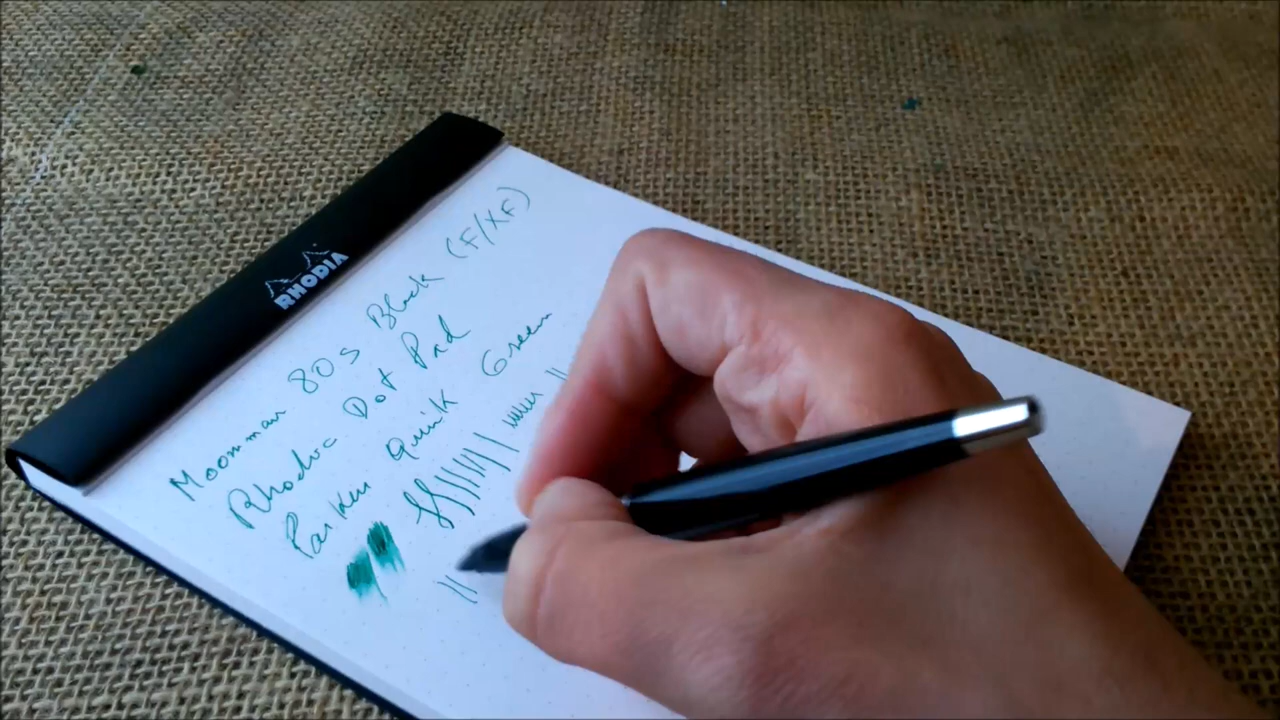 RHODIA
Moonman 80s Black (F/XF)
Rhodia Dot Pad
Parker Quink Green